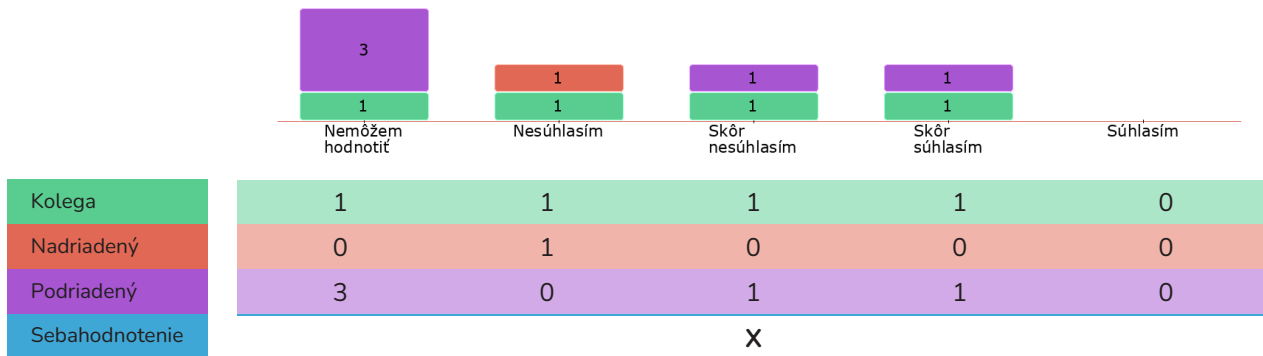 3
1 1 1
1 1 1 1
Nemôžem hodnotiť Nesúhlasím Skôr nesúhlasím Skôr súhlasím Súhlasím
Kolega 1 1 1 1 0
Nadriadený 0 1 0 0 0
Podriadený 3 0 1 1 0
Sebahodnotenie x